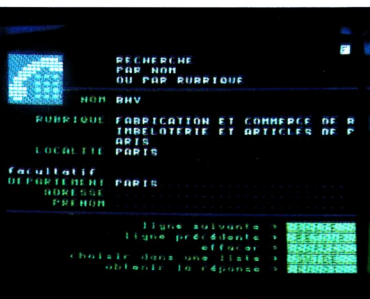 RECHERCHE
PAR NOM
OU PAR RUBRIQUE
NOM BHV
RUBRIQUE FABRICATION ET COMMERCE DE B
IMBELOTERIE ET ARTICLES DE P
ARIS
LOCALITE PARIS
facultatif
DEPARTEMENT PARIS
ADRESSE
PRENOM
ligne suivante >
ligne précédente >
effacer >
choisir dans une liste >
obtenir la réponse >